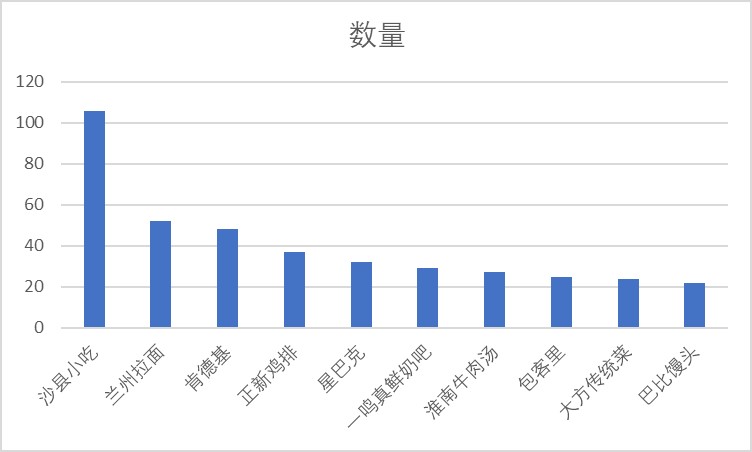 数量
120
100
80
60
40
20
0
沙县小吃
兰州拉面
肯德基
正新鸡排
星巴克
一鸣真鲜奶吧
淮南牛肉汤
包客里
大方传统菜
巴比馒头